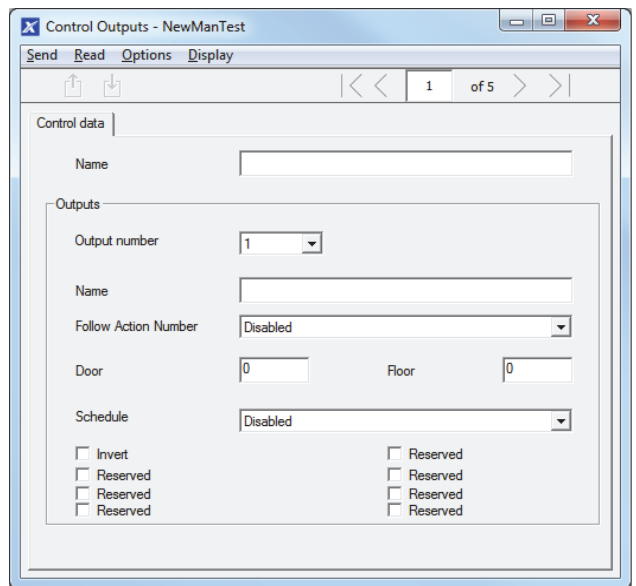 Control Outputs - NewManTest
Send Read Options Display
1 of 5
Control data
Name
Outputs
Output number 1
Name
Follow Action Number Disabled
Door 0 Floor 0
Schedule Disabled
Invert Reserved
Reserved Reserved
Reserved Reserved
Reserved Reserved